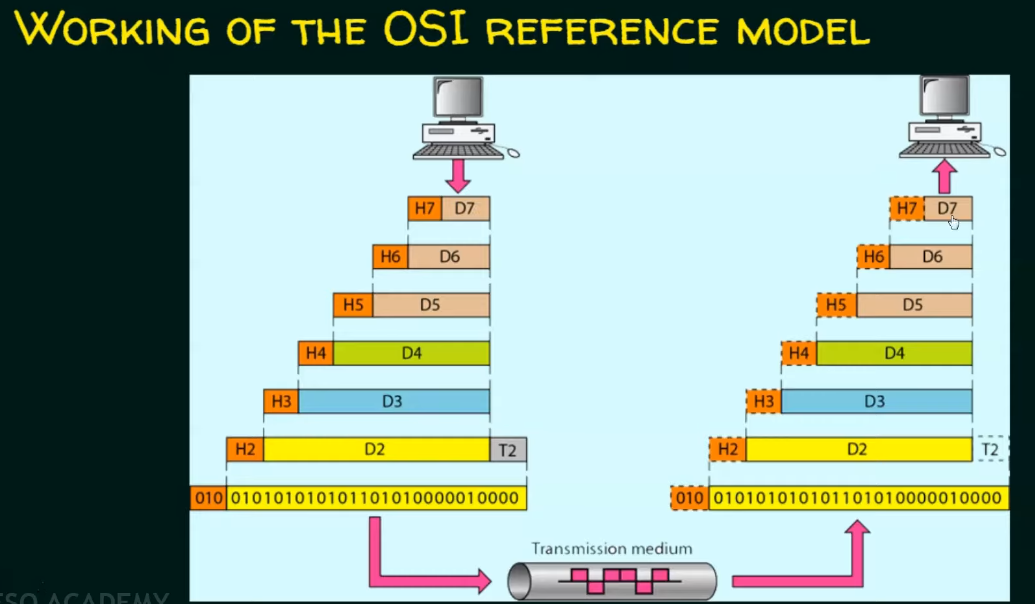 WORKING OF THE OSI REFERENCE MODEL
H7 D7 H7 D7
H6 D6 H6 D6
H5 D5 H5 D5
H4 D4 H4 D4
H3 D3 H3 D3
H2 D2 T2 H2 D2 T2
010 010101010101101010000010000 010 010101010101101010000010000
Transmission medium
ESO ACADEMY